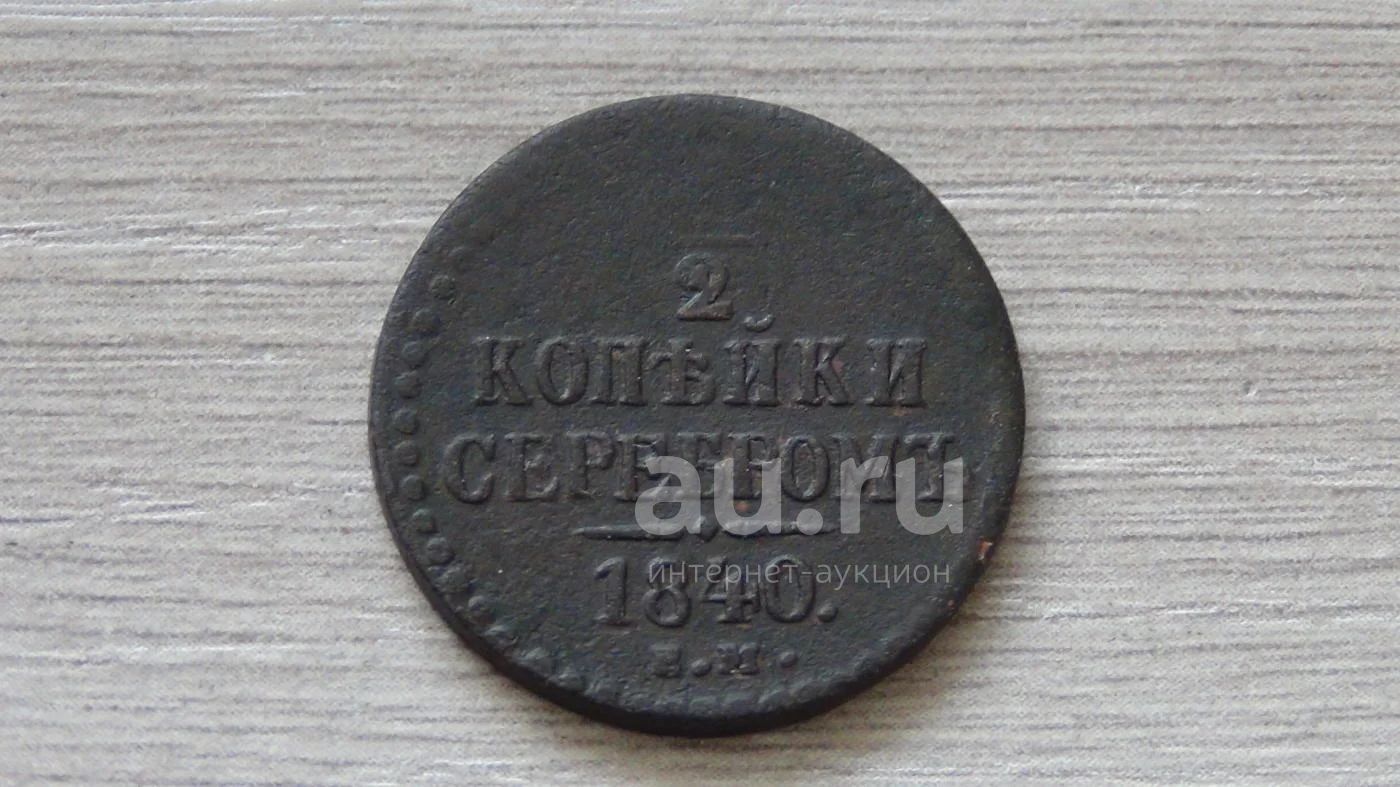 2
КОПѢЙКИ
СЕРЕБРОМЪ
1840.
Е.М.
au.ru
интернет-аукцион